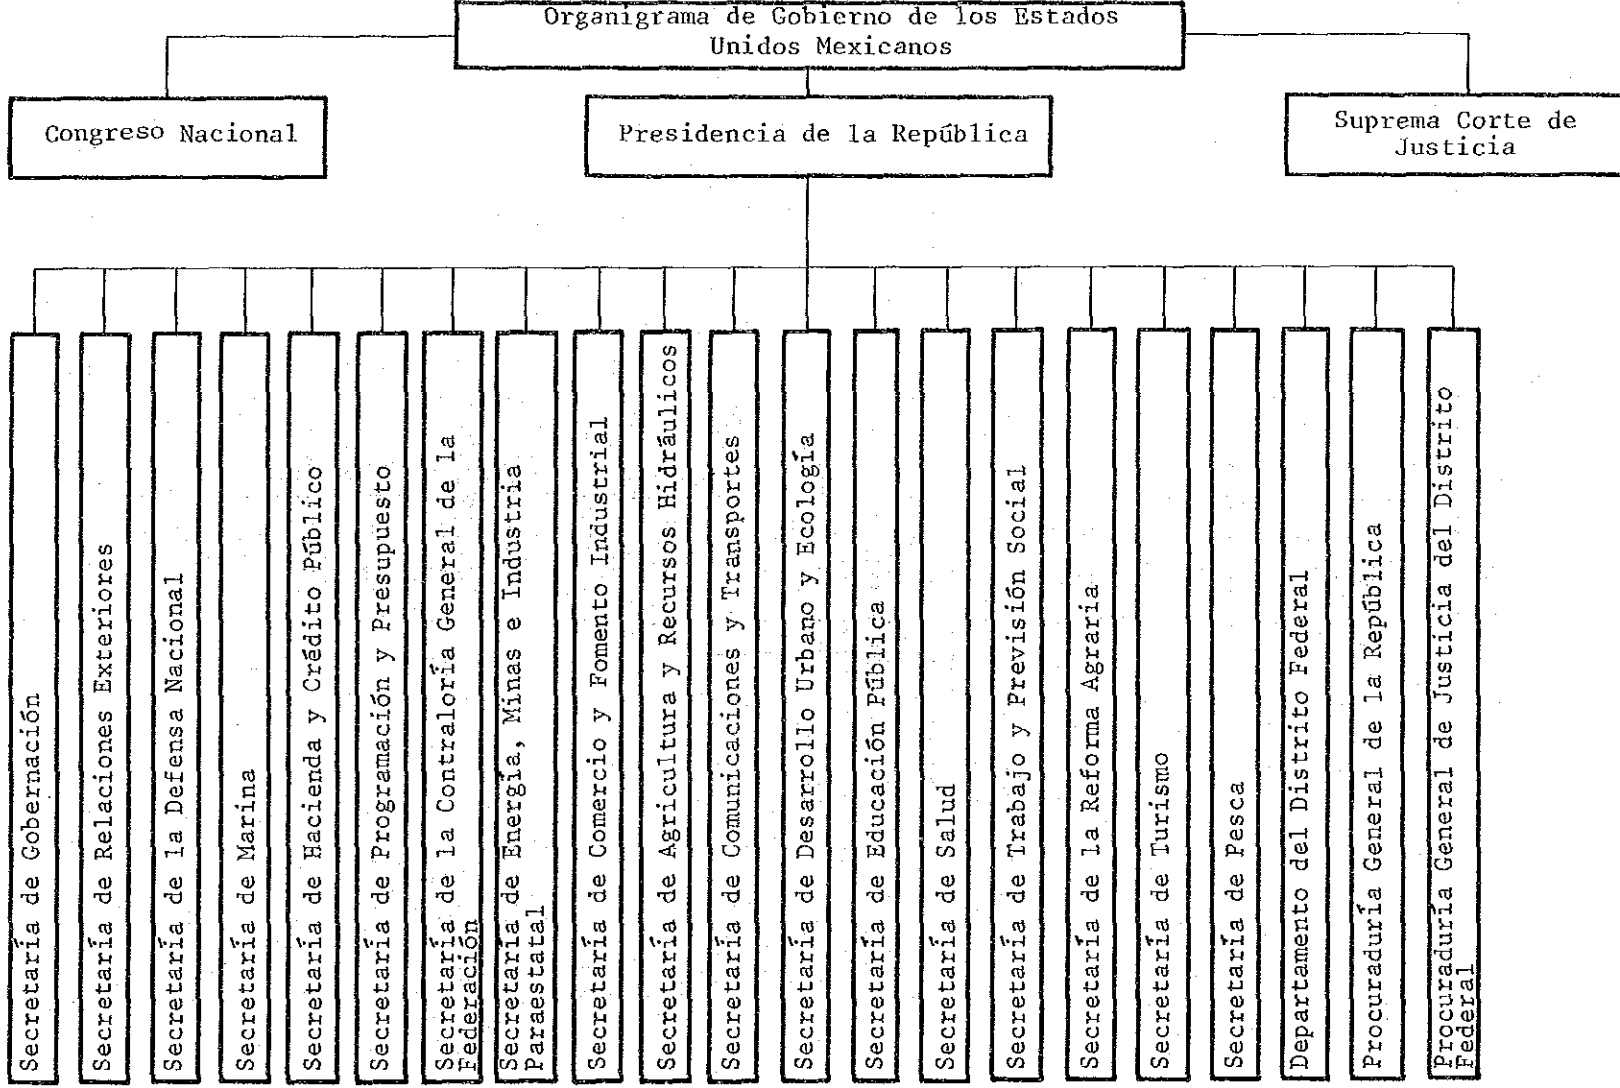 Organigrama de Gobierno de los Estados
Unidos Mexicanos
Congreso Nacional
Presidencia de la República
Suprema Corte de
Justicia
Secretaría de Gobernación
Secretaría de Relaciones Exteriores
Secretaría de la Defensa Nacional
Secretaría de Marina
Secretaría de Hacienda y Crédito Público
Secretaría de Programación y Presupuesto
Secretaría de la Contraloría General de la
Federación
Secretaría de Energía, Minas e Industria
Paraestatal
Secretaría de Comercio y Fomento Industrial
Secretaría de Agricultura y Recursos Hidráulicos
Secretaría de Comunicaciones y Transportes
Secretaría de Desarrollo Urbano y Ecología
Secretaría de Educación Pública
Secretaría de Salud
Secretaría de Trabajo y Previsión Social
Secretaría de la Reforma Agraria
Secretaría de Turismo
Secretaría de Pesca
Departamento del Distrito Federal
Procuraduría General de la República
Procuraduría General de Justicia del Distrito
Federal